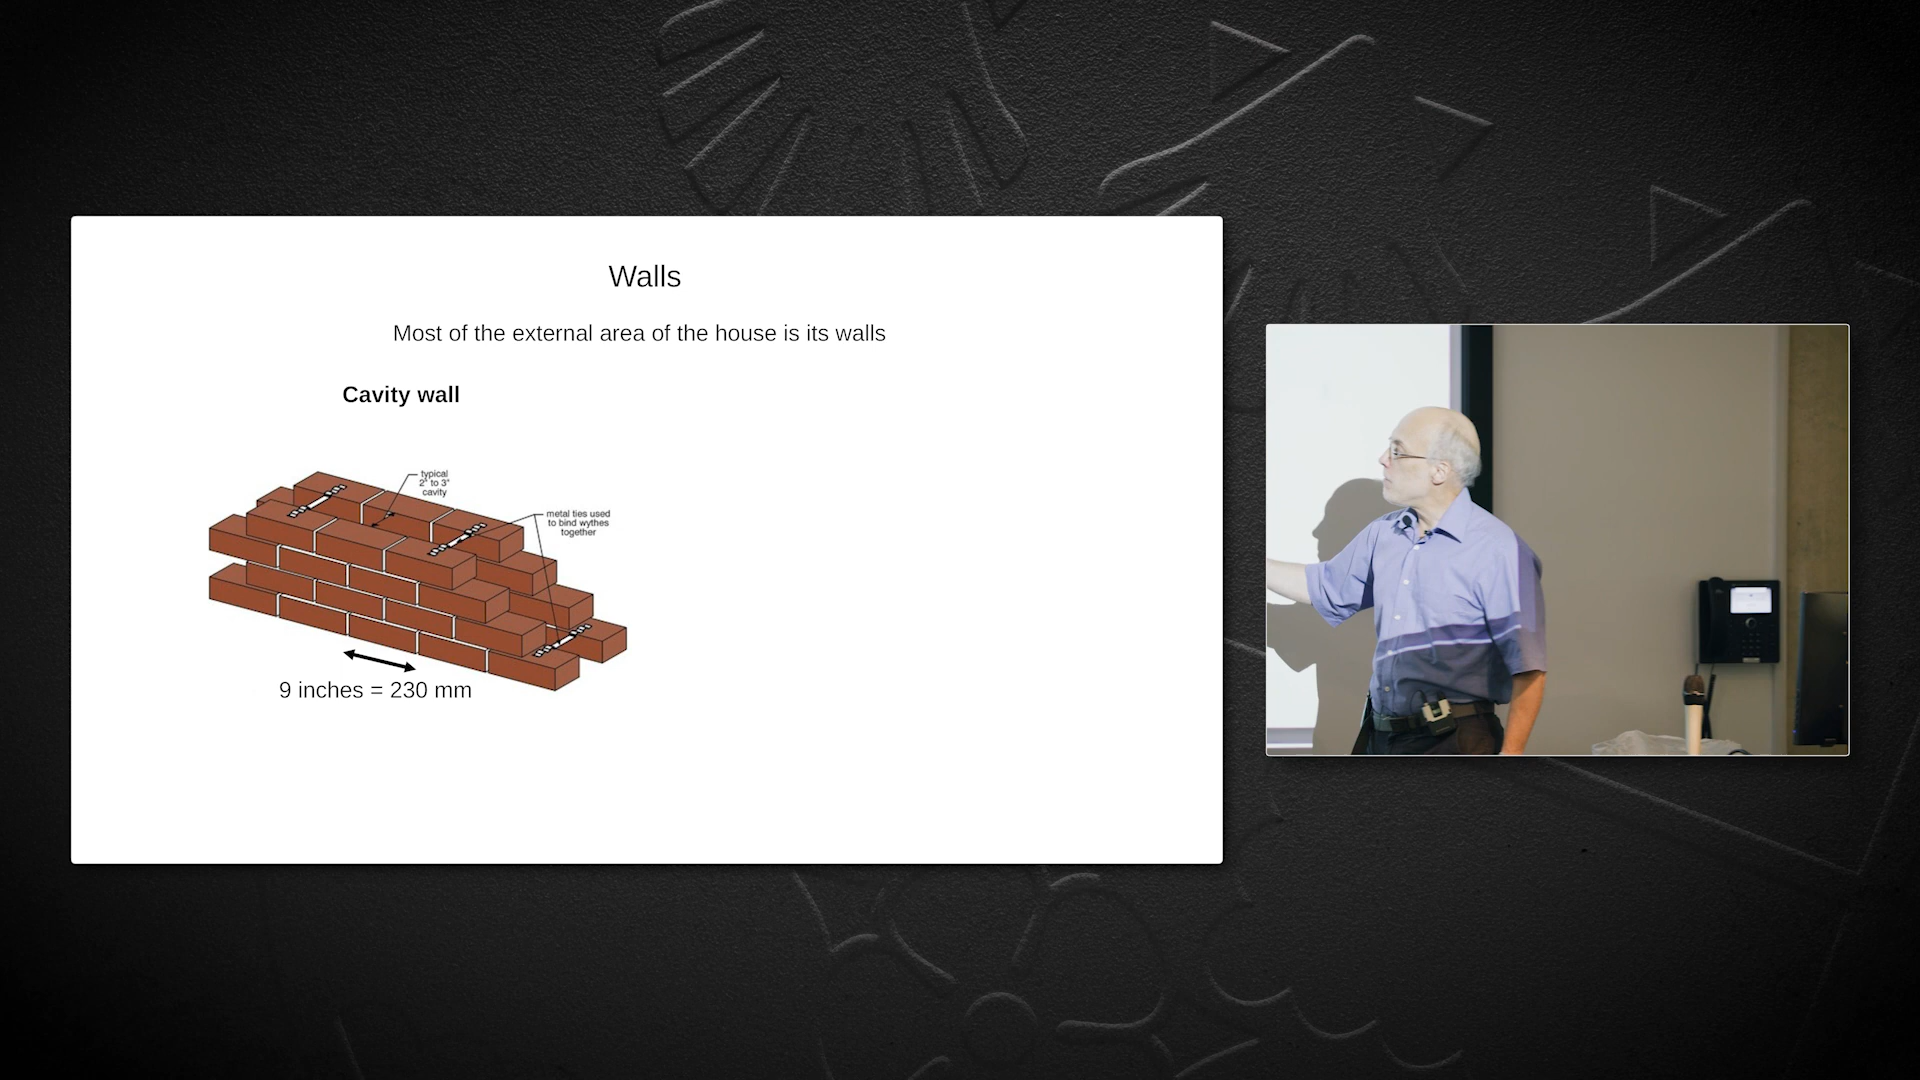 Walls
Most of the external area of the house is its walls
Cavity wall
typical
2" to 3"
cavity
metal ties used
to bind wythes
together
9 inches = 230 mm